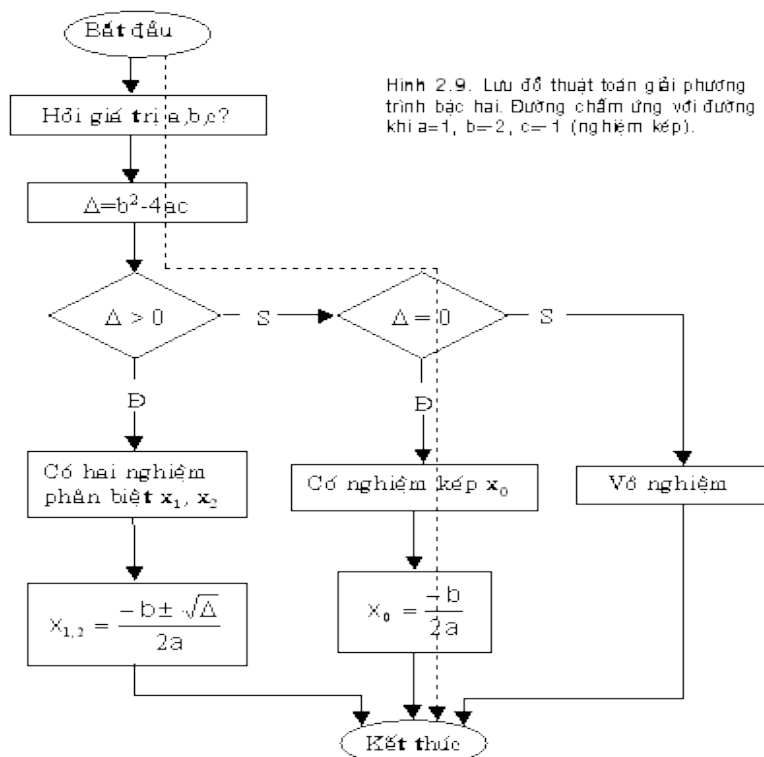 Bắt đầu
Hình 2.9. Lưu đồ thuật toán giải phương
trình bậc hai. Đường chấm ứng với đường
khi a=1, b=-2, c=-1 (nghiệm kép).
Hỏi giá trị a,b,c?
Δ=b²-4ac
Δ > 0
S
Δ = 0
S
Đ
Đ
Có hai nghiệm
phân biệt x₁, x₂
Có nghiệm kép x₀
Vô nghiệm
x₁,₂ = (-b ± √Δ) / 2a
x₀ = -b / 2a
Kết thúc